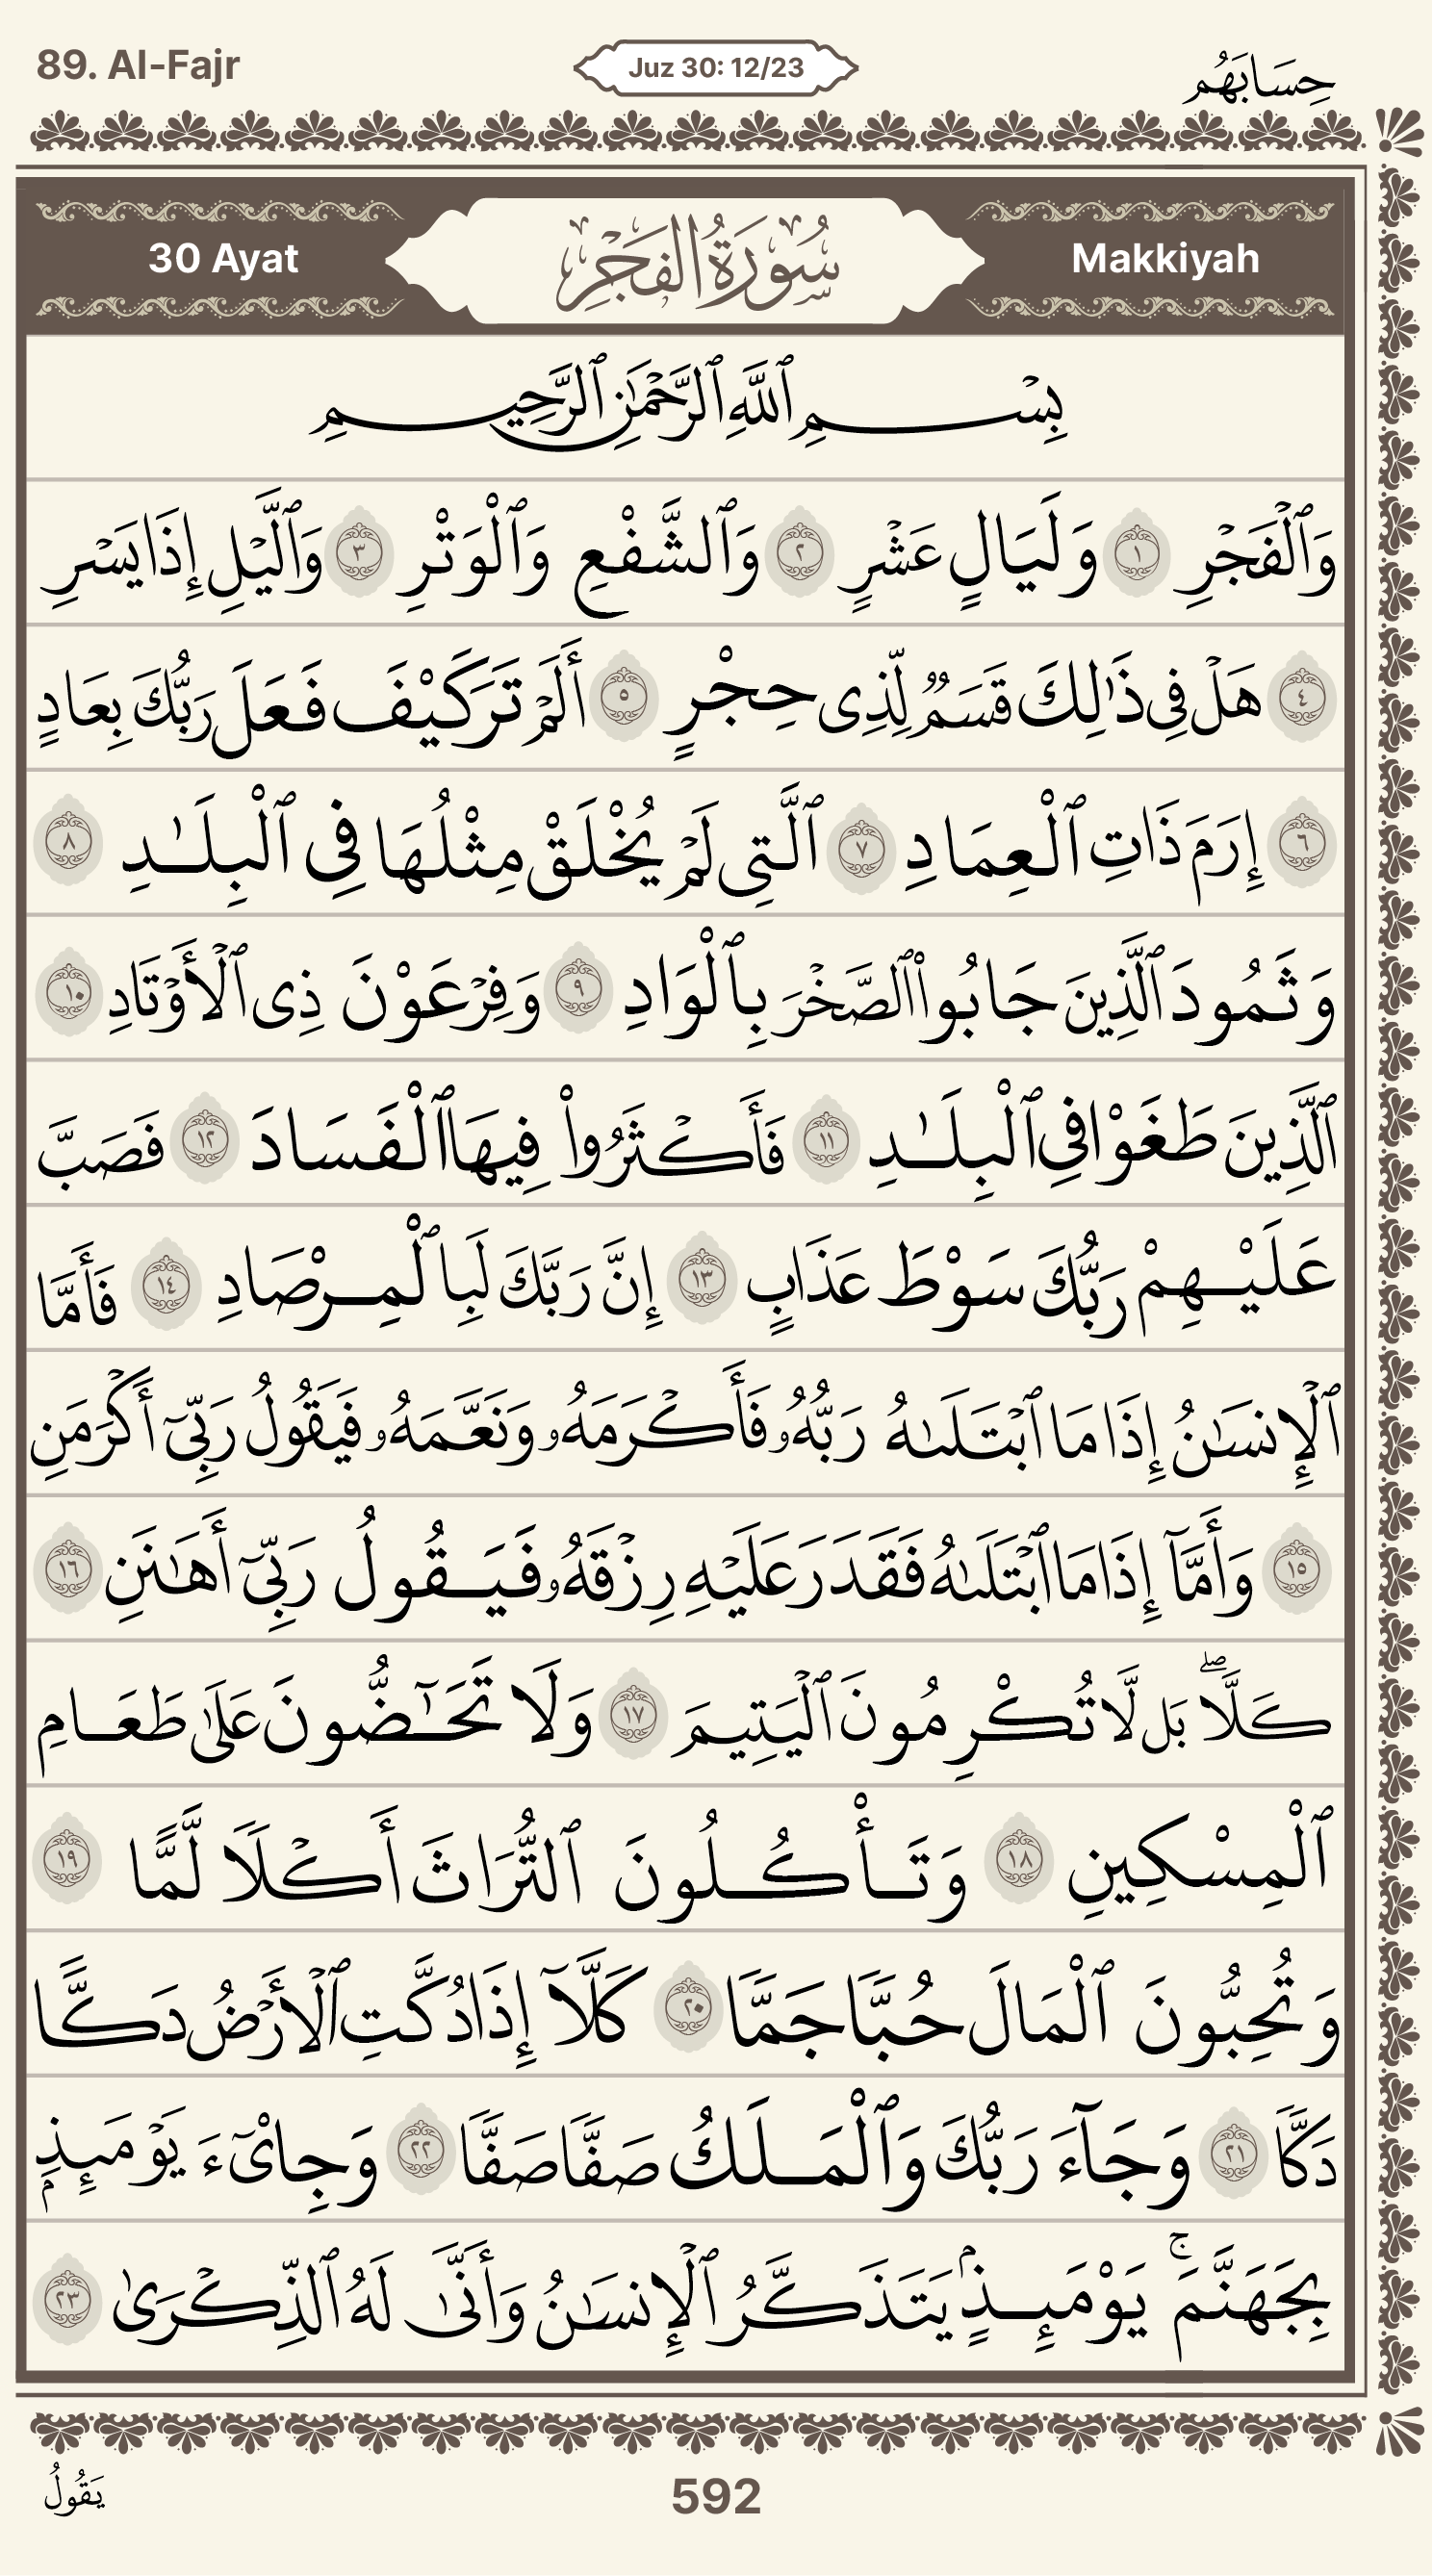 89. Al-Fajr
Juz 30: 12/23
حِسَابَهُم
30 Ayat
سُورَةُ الفَجْرِ
Makkiyah
بِسْمِ ٱللَّهِ ٱلرَّحْمَٰنِ ٱلرَّحِيمِ
وَٱلْفَجْرِ ١ وَلَيَالٍ عَشْرٍ ٢ وَٱلشَّفْعِ وَٱلْوَتْرِ ٣ وَٱلَّيْلِ إِذَا يَسْرِ
٤ هَلْ فِى ذَٰلِكَ قَسَمٌ لِّذِى حِجْرٍ ٥ أَلَمْ تَرَ كَيْفَ فَعَلَ رَبُّكَ بِعَادٍ
٦ إِرَمَ ذَاتِ ٱلْعِمَادِ ٧ ٱلَّتِى لَمْ يُخْلَقْ مِثْلُهَا فِى ٱلْبِلَٰدِ ٨
وَثَمُودَ ٱلَّذِينَ جَابُوا۟ ٱلصَّخْرَ بِٱلْوَادِ ٩ وَفِرْعَوْنَ ذِى ٱلْأَوْتَادِ ١٠
ٱلَّذِينَ طَغَوْا۟ فِى ٱلْبِلَٰدِ ١١ فَأَكْثَرُوا۟ فِيهَا ٱلْفَسَادَ ١٢ فَصَبَّ
عَلَيْهِمْ رَبُّكَ سَوْطَ عَذَابٍ ١٣ إِنَّ رَبَّكَ لَبِٱلْمِرْصَادِ ١٤ فَأَمَّا
ٱلْإِنسَٰنُ إِذَا مَا ٱبْتَلَىٰهُ رَبُّهُۥ فَأَكْرَمَهُۥ وَنَعَّمَهُۥ فَيَقُولُ رَبِّىٓ أَكْرَمَنِ
١٥ وَأَمَّآ إِذَا مَا ٱبْتَلَىٰهُ فَقَدَرَ عَلَيْهِ رِزْقَهُۥ فَيَقُولُ رَبِّىٓ أَهَٰنَنِ ١٦
كَلَّا ۖ بَل لَّا تُكْرِمُونَ ٱلْيَتِيمَ ١٧ وَلَا تَحَٰٓضُّونَ عَلَىٰ طَعَامِ
ٱلْمِسْكِينِ ١٨ وَتَأْكُلُونَ ٱلتُّرَاثَ أَكْلًا لَّمًّا ١٩
وَتُحِبُّونَ ٱلْمَالَ حُبًّا جَمًّا ٢٠ كَلَّآ إِذَا دُكَّتِ ٱلْأَرْضُ دَكًّا
دَكًّا ٢١ وَجَآءَ رَبُّكَ وَٱلْمَلَكُ صَفًّا صَفًّا ٢٢ وَجِا۟ىٓءَ يَوْمَئِذٍۭ
بِجَهَنَّمَ ۚ يَوْمَئِذٍ يَتَذَكَّرُ ٱلْإِنسَٰنُ وَأَنَّىٰ لَهُ ٱلذِّكْرَىٰ ٢٣
يَقُولُ
592